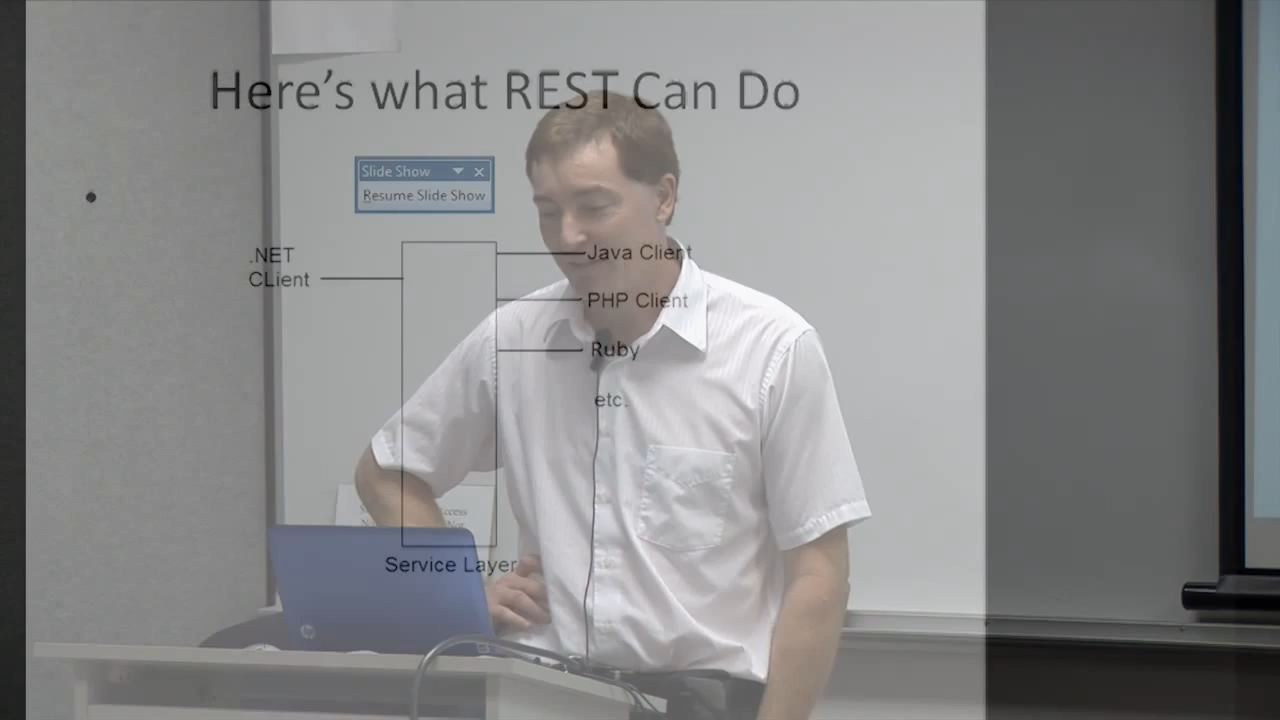 Here's what REST Can Do
Slide Show
Resume Slide Show
.NET
CLient
Java Client
PHP Client
Ruby
etc.
Service Layer